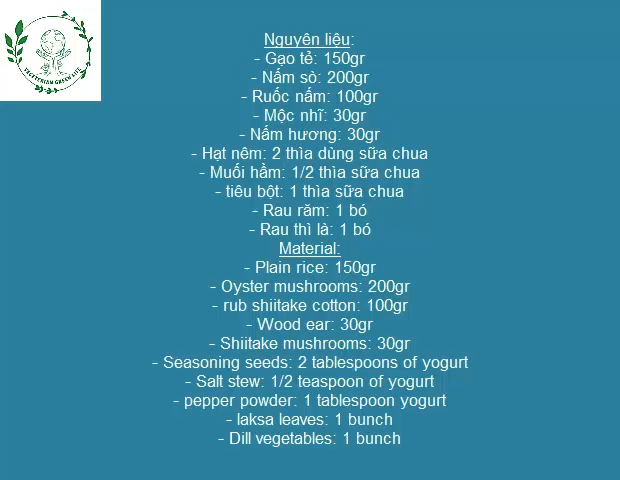 VEGETERIAN GREEN LIFE
Nguyên liệu:
- Gạo tẻ: 150gr
- Nấm sò: 200gr
- Ruốc nấm: 100gr
- Mộc nhĩ: 30gr
- Nấm hương: 30gr
- Hạt nêm: 2 thìa dùng sữa chua
- Muối hầm: 1/2 thìa sữa chua
- tiêu bột: 1 thìa sữa chua
- Rau răm: 1 bó
- Rau thì là: 1 bó
Material:
- Plain rice: 150gr
- Oyster mushrooms: 200gr
- rub shiitake cotton: 100gr
- Wood ear: 30gr
- Shiitake mushrooms: 30gr
- Seasoning seeds: 2 tablespoons of yogurt
- Salt stew: 1/2 teaspoon of yogurt
- pepper powder: 1 tablespoon yogurt
- laksa leaves: 1 bunch
- Dill vegetables: 1 bunch